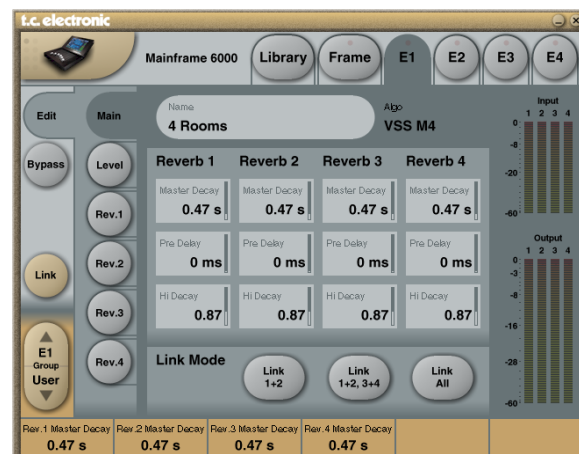 t.c. electronic
Mainframe 6000
Library
Frame
E1
E2
E3
E4
Edit
Main
Name
4 Rooms
Algo
VSS M4
Input
1 2 3 4
0
-8
-20
-60
Bypass
Level
Reverb 1
Reverb 2
Reverb 3
Reverb 4
Master Decay
0.47 s
Master Decay
0.47 s
Master Decay
0.47 s
Master Decay
0.47 s
Rev.1
Pre Delay
0 ms
Pre Delay
0 ms
Pre Delay
0 ms
Pre Delay
0 ms
Output
1 2 3 4
0
-3
-8
-16
-28
-60
Link
Rev.2
Hi Decay
0.87
Hi Decay
0.87
Hi Decay
0.87
Hi Decay
0.87
Rev.3
E1
Group
User
Rev.4
Link Mode
Link
1+2
Link
1+2, 3+4
Link
All
Rev.1 Master Decay
0.47 s
Rev.2 Master Decay
0.47 s
Rev.3 Master Decay
0.47 s
Rev.4 Master Decay
0.47 s